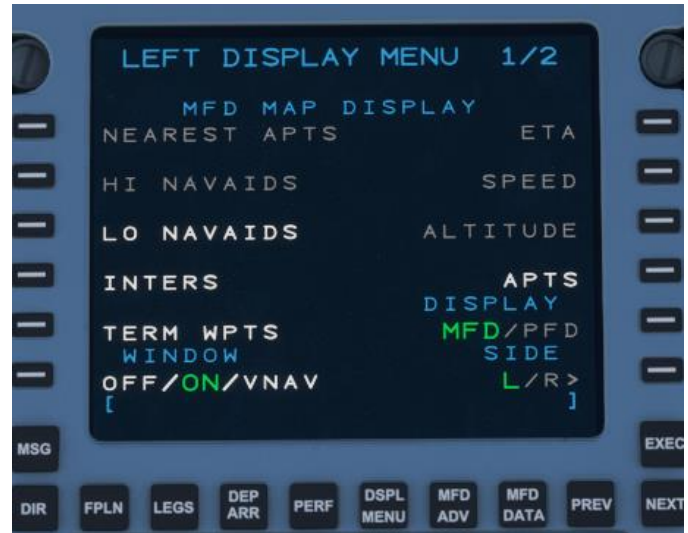 LEFT DISPLAY MENU 1/2
MFD MAP DISPLAY
NEAREST APTS ETA
HI NAVAIDS SPEED
LO NAVAIDS ALTITUDE
INTERS APTS
DISPLAY
TERM WPTS MFD/PFD
WINDOW SIDE
OFF/ON/VNAV L/R>
[ ]
MSG EXEC
DIR FPLN LEGS DEP ARR PERF DSPL MENU MFD ADV MFD DATA PREV NEXT